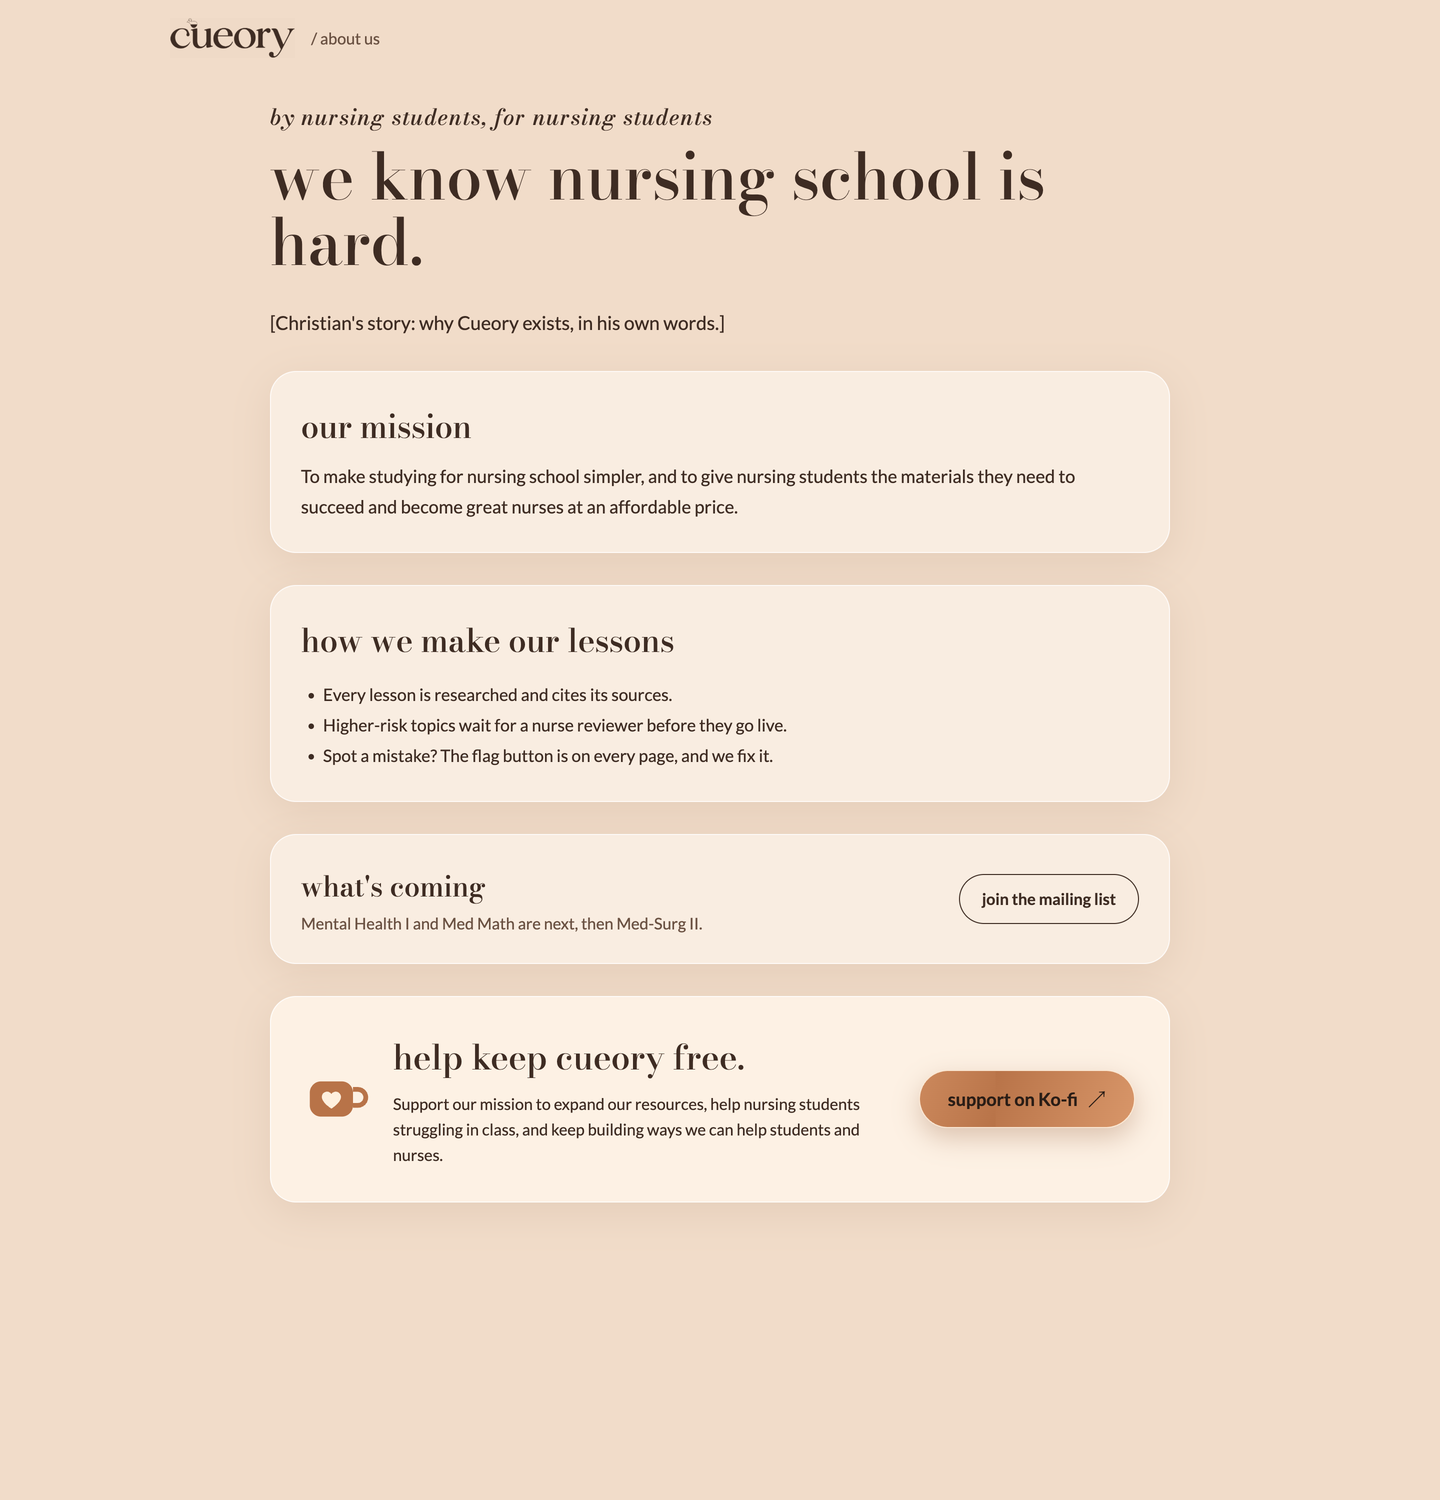 cueory / about us
by nursing students, for nursing students
we know nursing school is
hard.
[Christian's story: why Cueory exists, in his own words.]
our mission
To make studying for nursing school simpler, and to give nursing students the materials they need to
succeed and become great nurses at an affordable price.
how we make our lessons
• Every lesson is researched and cites its sources.
• Higher-risk topics wait for a nurse reviewer before they go live.
• Spot a mistake? The flag button is on every page, and we fix it.
what's coming
Mental Health I and Med Math are next, then Med-Surg II.
join the mailing list
help keep cueory free.
Support our mission to expand our resources, help nursing students
struggling in class, and keep building ways we can help students and
nurses.
support on Ko-fi ↗